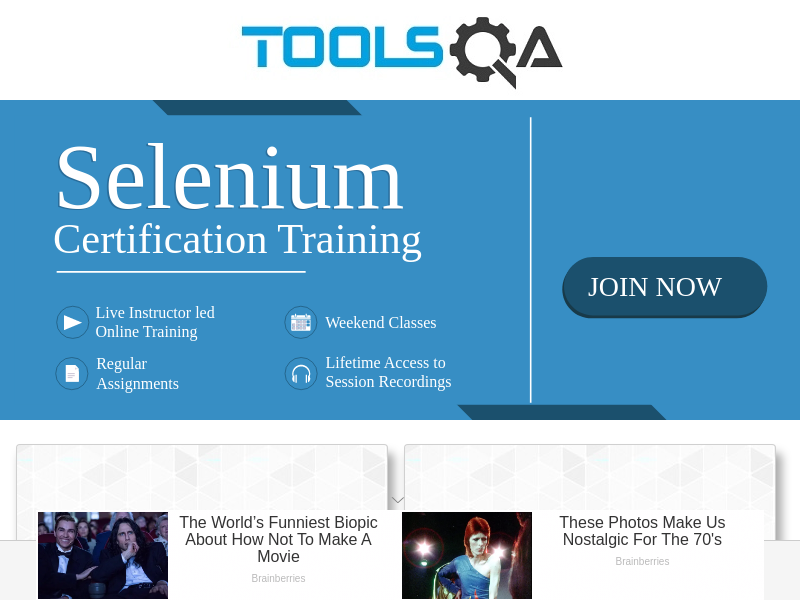 TOOLSQA
Selenium
Certification Training
JOIN NOW
Live Instructor led
Online Training
Weekend Classes
Regular
Assignments
Lifetime Access to
Session Recordings
The World’s Funniest Biopic
About How Not To Make A
Movie
Brainberries
These Photos Make Us
Nostalgic For The 70's
Brainberries